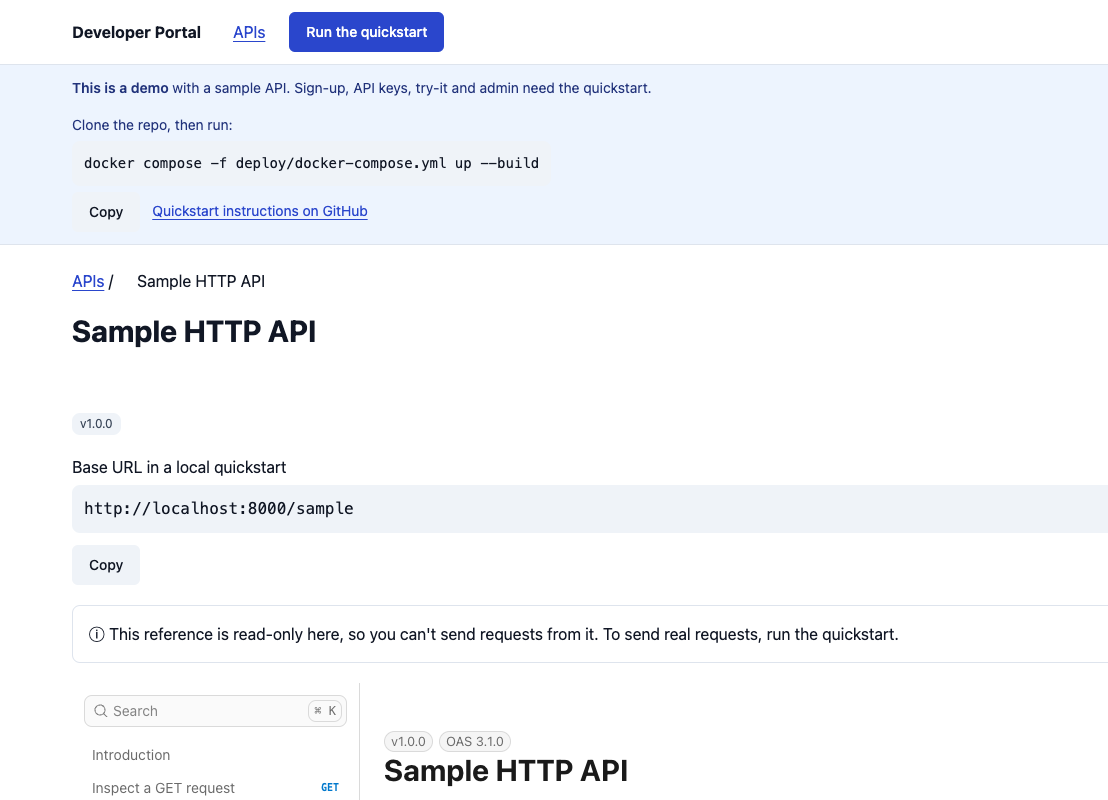 Developer Portal APIs Run the quickstart
This is a demo with a sample API. Sign-up, API keys, try-it and admin need the quickstart.
Clone the repo, then run:
docker compose -f deploy/docker-compose.yml up --build
Copy Quickstart instructions on GitHub
APIs / Sample HTTP API
Sample HTTP API
v1.0.0
Base URL in a local quickstart
http://localhost:8000/sample
Copy
ⓘ This reference is read-only here, so you can't send requests from it. To send real requests, run the quickstart.
Search ⌘ K
Introduction
Inspect a GET request GET
v1.0.0 OAS 3.1.0
Sample HTTP API